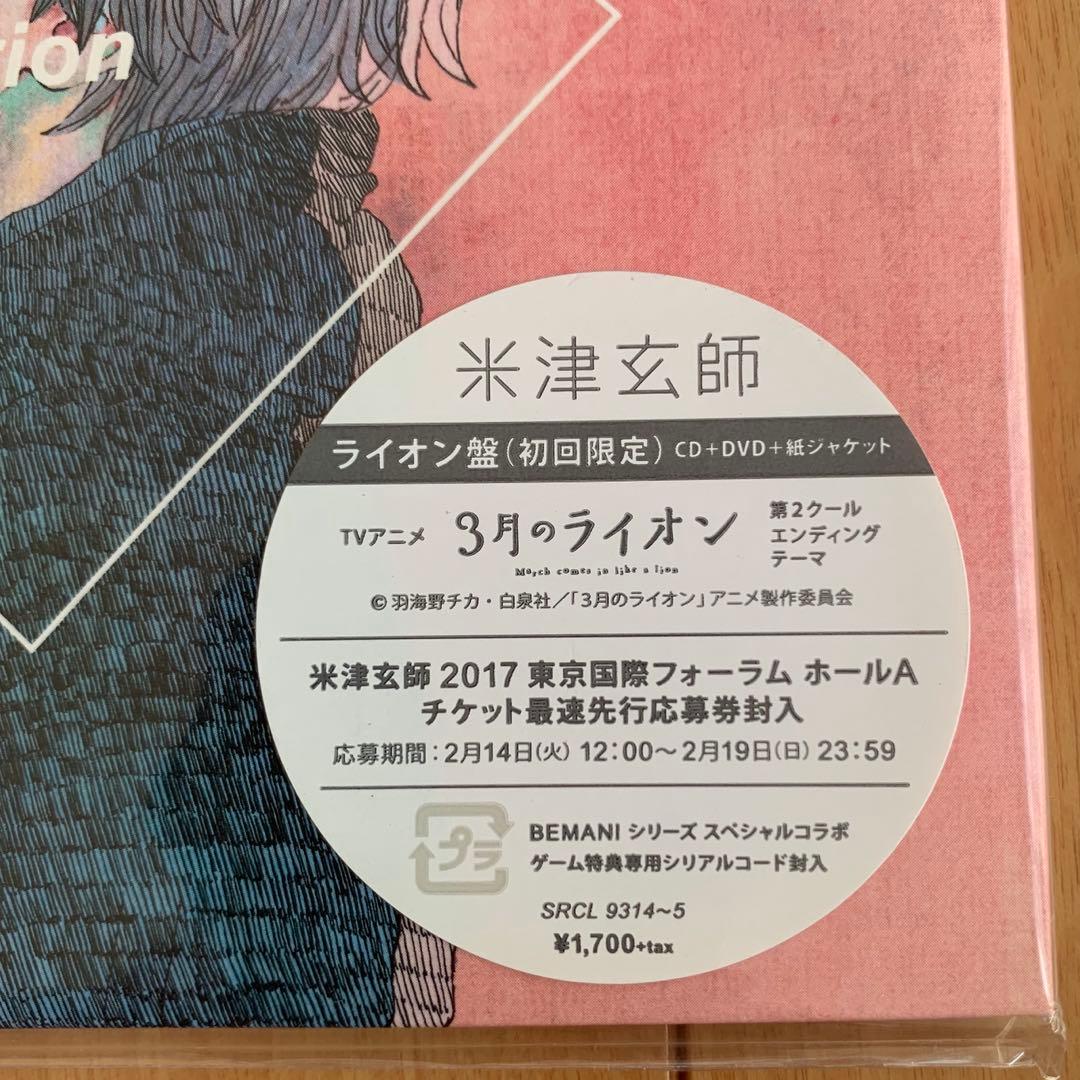 rion
米津玄師
ライオン盤(初回限定) CD+DVD+紙ジャケット
TVアニメ 3月のライオン 第2クール
エンディング
テーマ
March comes in like a lion
©羽海野チカ・白泉社/「3月のライオン」アニメ製作委員会
米津玄師 2017 東京国際フォーラム ホールA
チケット最速先行応募券封入
応募期間:2月14日(火) 12:00~2月19日(日) 23:59
プラ
BEMANI シリーズ スペシャルコラボ
ゲーム特典専用シリアルコード封入
SRCL 9314~5
¥1,700+tax